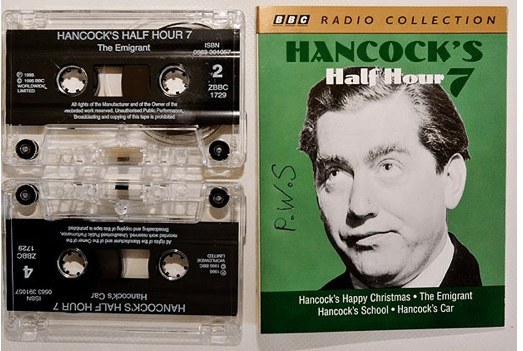 HANCOCK'S HALF HOUR 7
The Emigrant
ISBN
0563 391057
2
ZBBC
1729
℗ 1995
© 1995 BBC
WORLDWIDE
LIMITED
All rights of the Manufacturer and of the Owner of the
recorded work reserved. Unauthorised Public Performance,
Broadcasting and copying of this tape is prohibited
HANCOCK'S HALF HOUR 7
Hancock's Car
ISBN
0563 391057
4
ZBBC
1729
℗ 1995
© 1995 BBC
WORLDWIDE
LIMITED
All rights of the Manufacturer and of the Owner of the
recorded work reserved. Unauthorised Public Performance,
Broadcasting and copying of this tape is prohibited
BBC RADIO COLLECTION
HANCOCK'S
Half Hour 7
P.W.S
Hancock's Happy Christmas • The Emigrant
Hancock's School • Hancock's Car